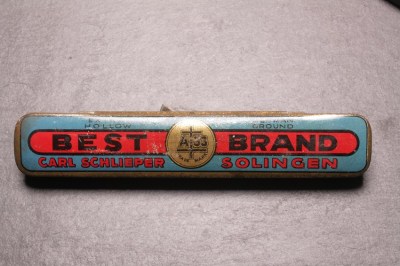 HOLLOW GROUND
BEST BRAND
CARL SCHLIEPER SOLINGEN